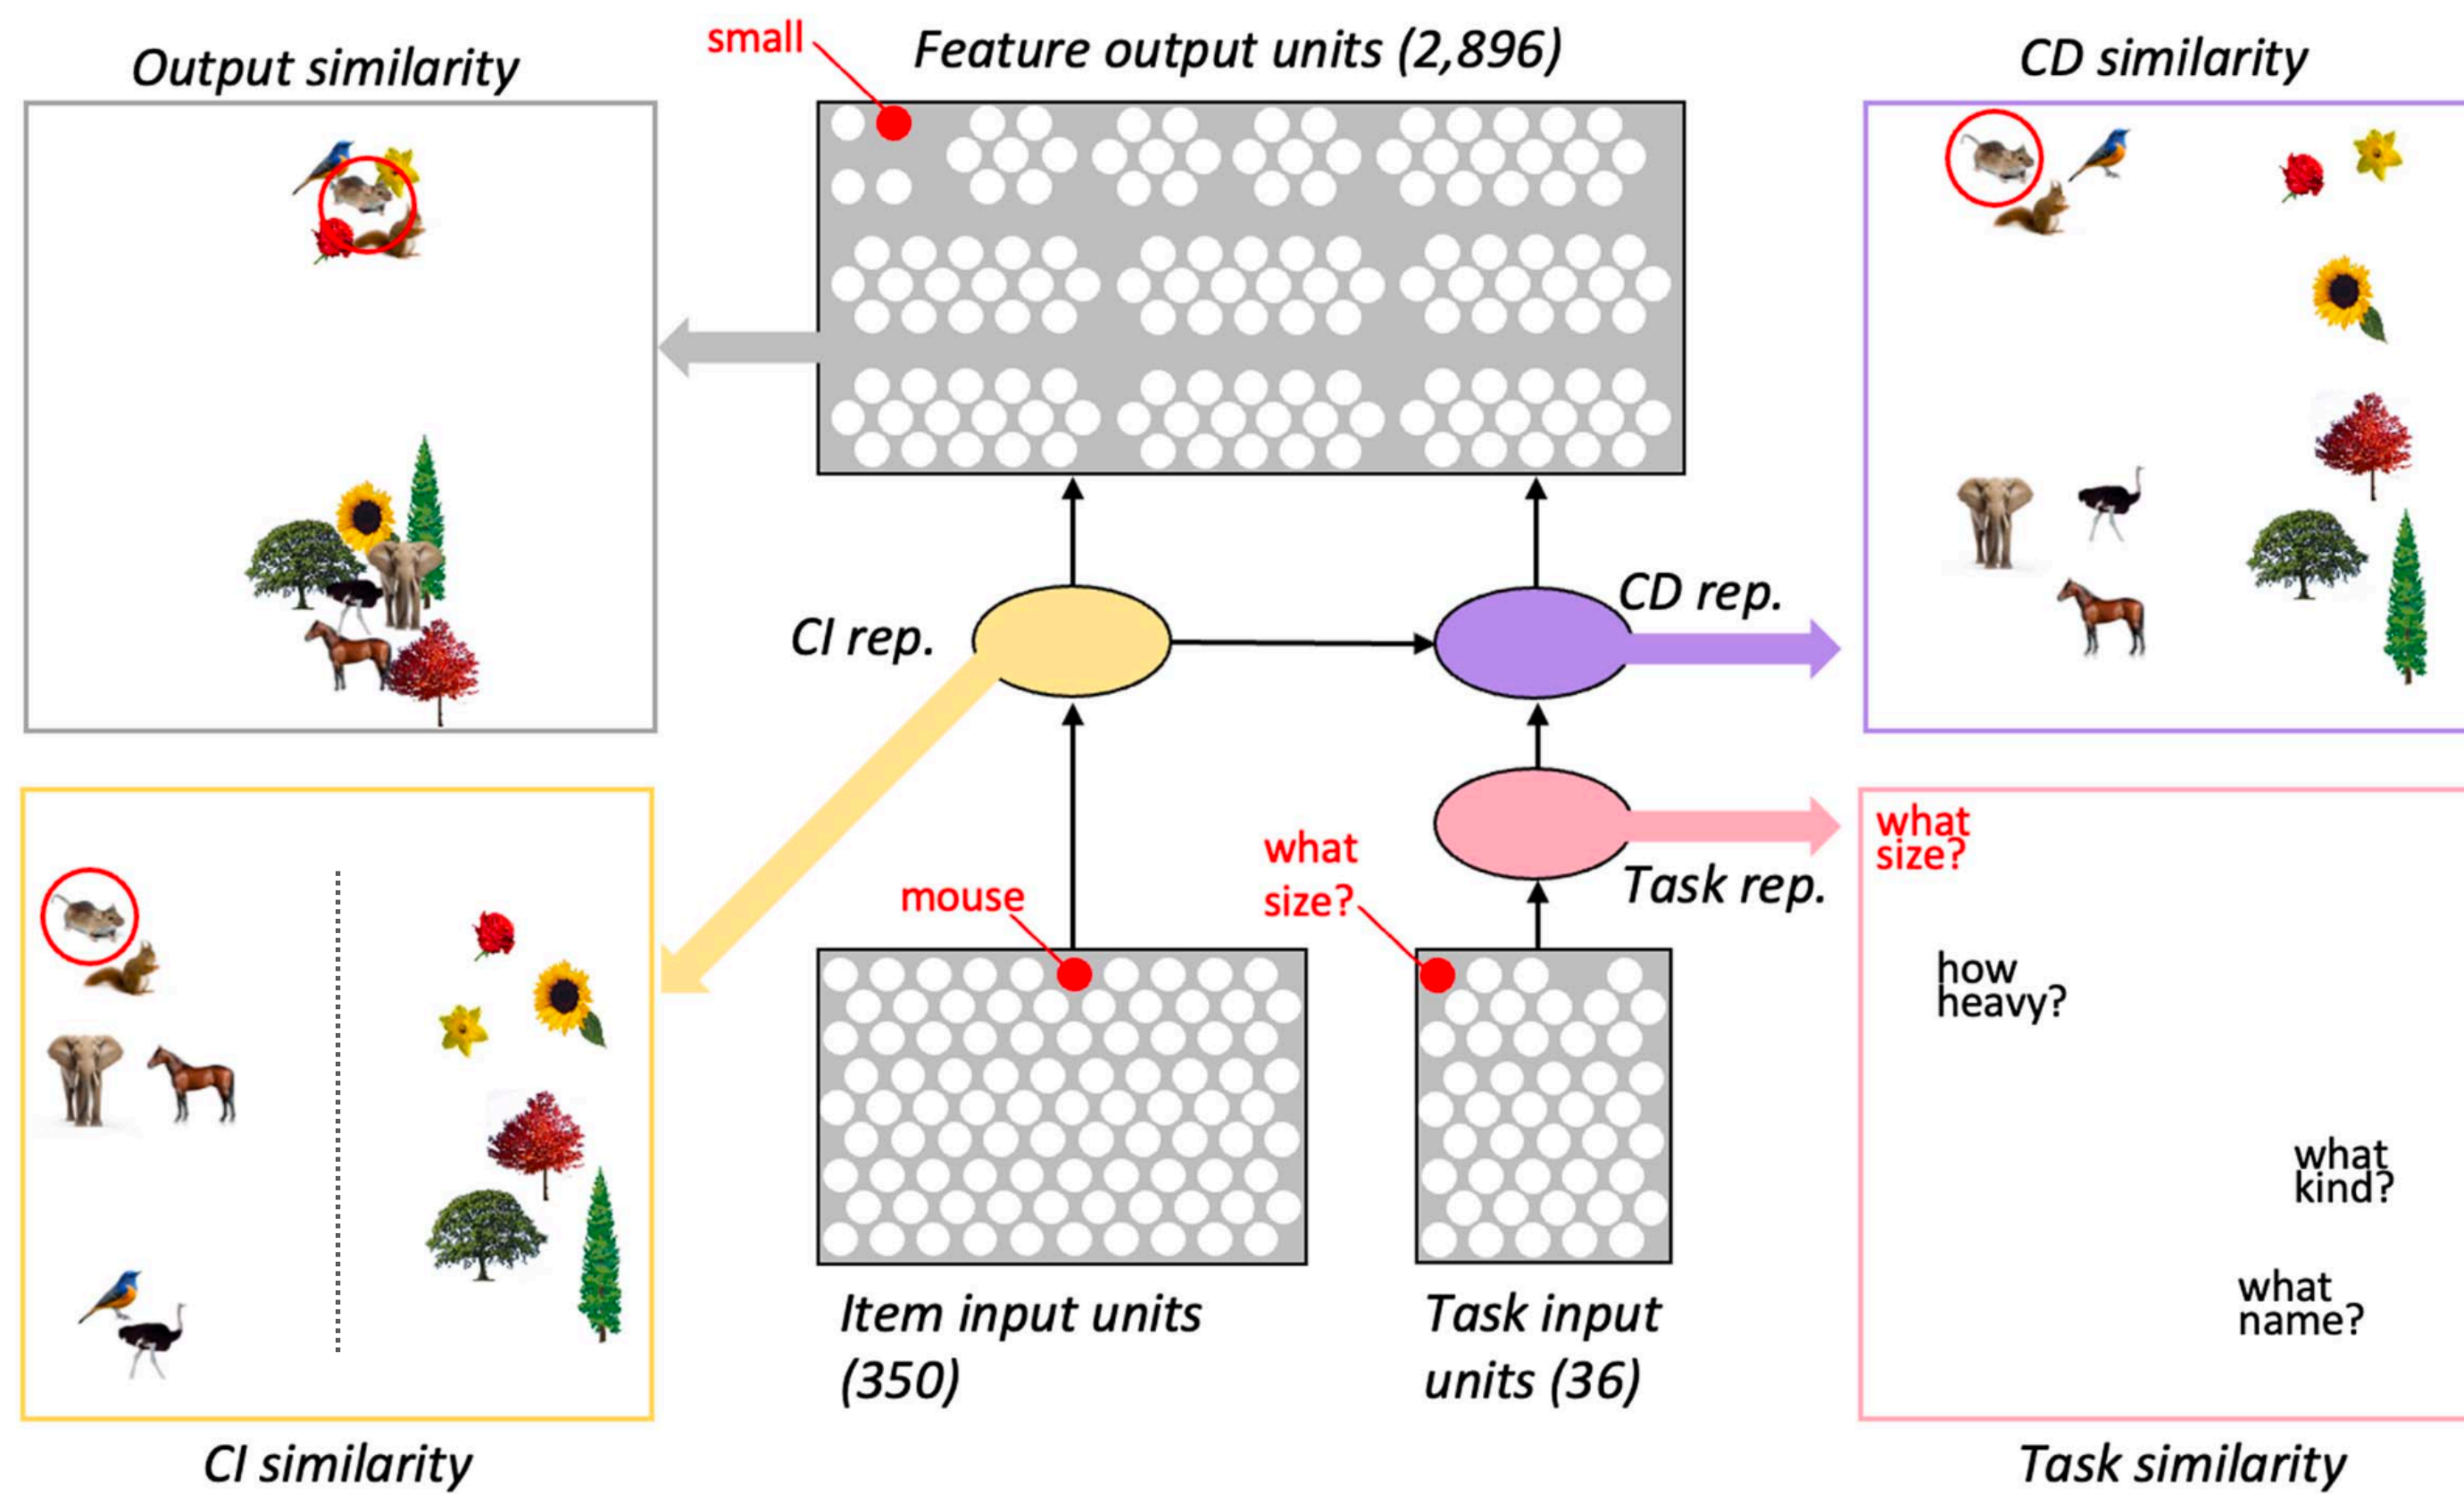 Output similarity
small
Feature output units (2,896)
CD similarity
CI rep.
CD rep.
what
size?
Task rep.
mouse
what
size?
how
heavy?
what
kind?
what
name?
Item input units
(350)
Task input
units (36)
CI similarity
Task similarity